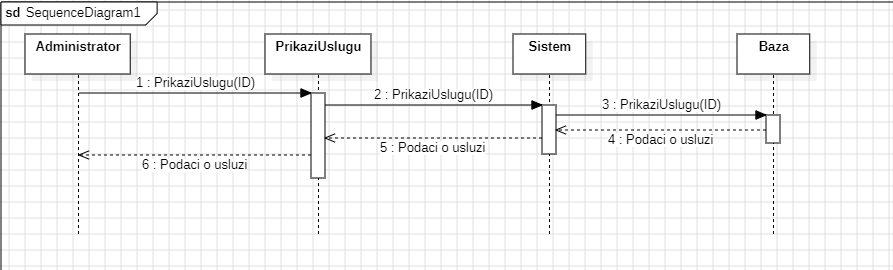 sd SequenceDiagram1
Administrator
PrikaziUslugu
Sistem
Baza
1 : PrikaziUslugu(ID)
2 : PrikaziUslugu(ID)
3 : PrikaziUslugu(ID)
4 : Podaci o usluzi
5 : Podaci o usluzi
6 : Podaci o usluzi